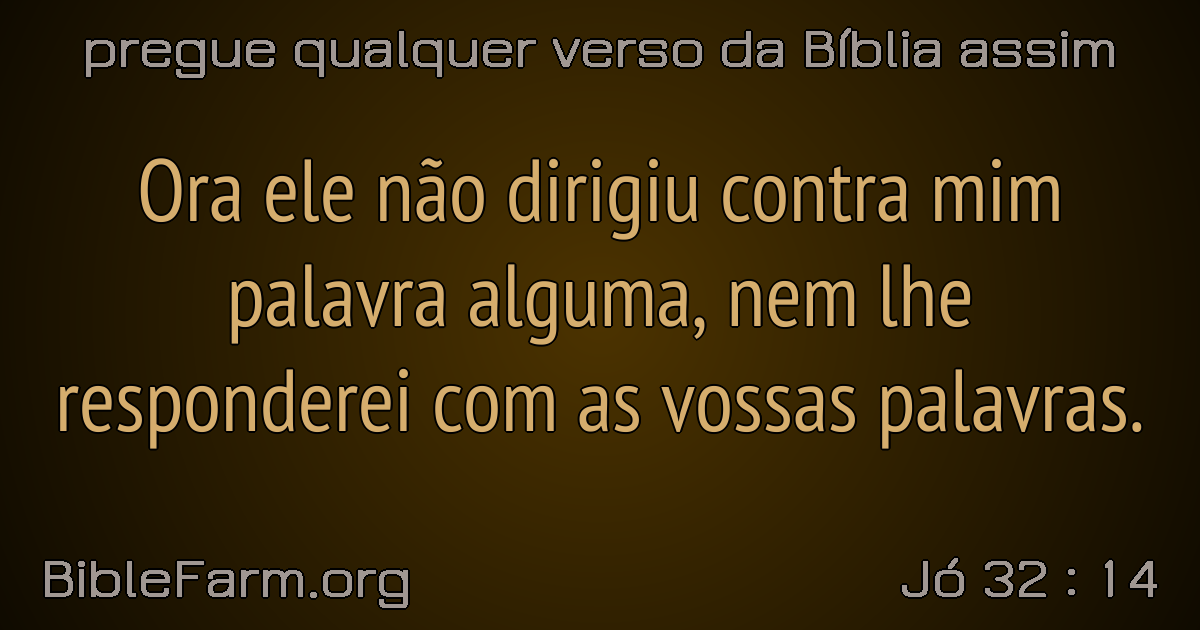 pregue qualquer verso da Bíblia assim
Ora ele não dirigiu contra mim
palavra alguma, nem lhe
responderei com as vossas palavras.
BibleFarm.org
Jó 32 : 14